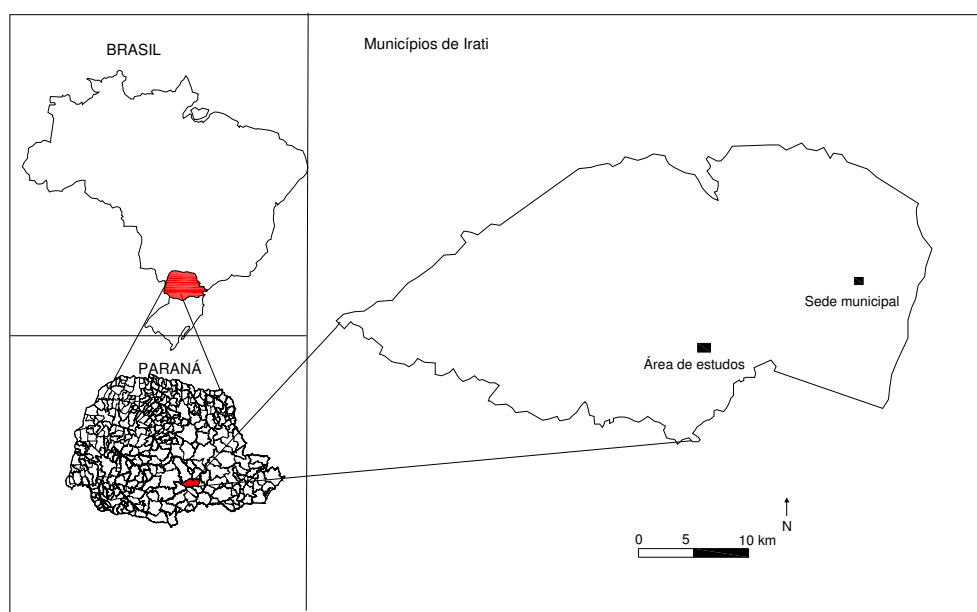 BRASIL
Municípios de Irati
Sede municipal
Área de estudos
PARANÁ
N
0 5 10 km